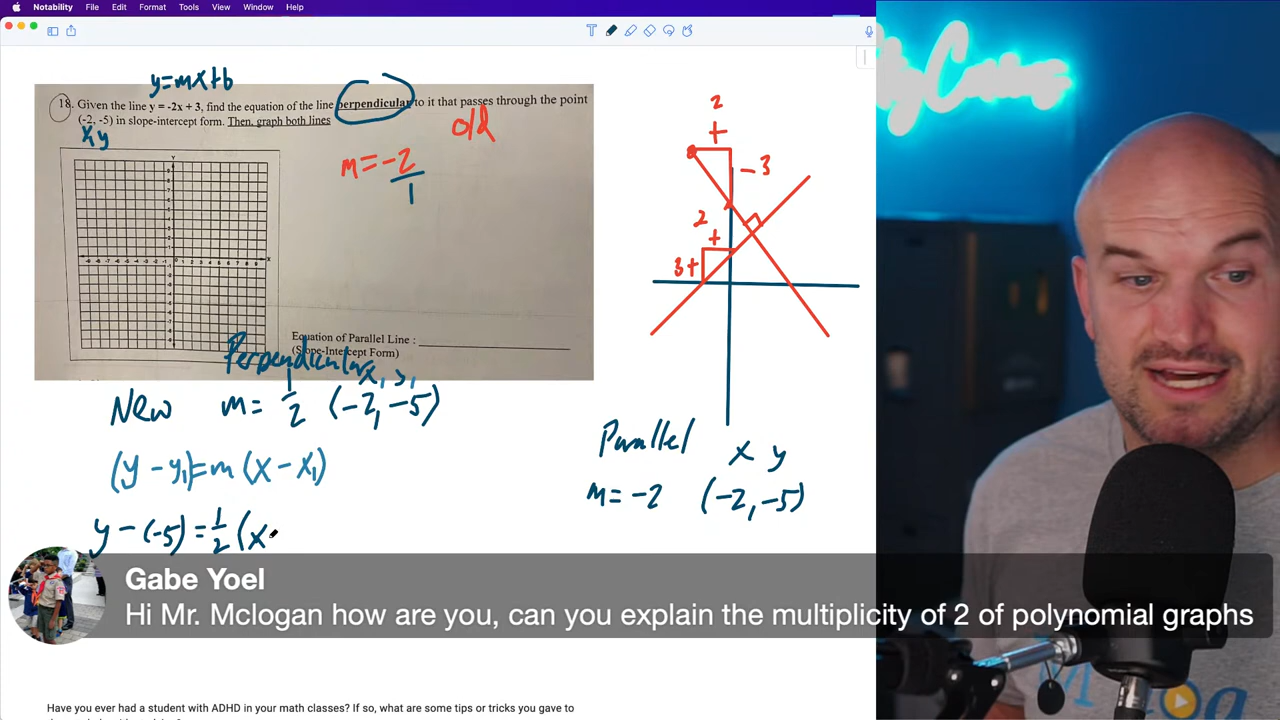 Notability File Edit View Tools View Window Help
y=mx+b
18. Given the line y = -2x + 3, find the equation of the line perpendicular to it that passes through the point
(-2, -5) in slope-intercept form. Then, graph both lines
x y
old
m = -2
1
Equation of Parallel Line :
(Slope-Intercept Form)
Perpendicular
x₁ y₁
New m = 1/2 (-2, -5)
(y - y₁) = m (x - x₁)
y - (-5) = 1/2 (x
2
+
-3
2
+
3+
Parallel x y
m = -2 (-2, -5)
Gabe Yoel
Hi Mr. Mclogan how are you, can you explain the multiplicity of 2 of polynomial graphs
Have you ever had a student with ADHD in your math classes? If so, what are some tips or tricks you gave to